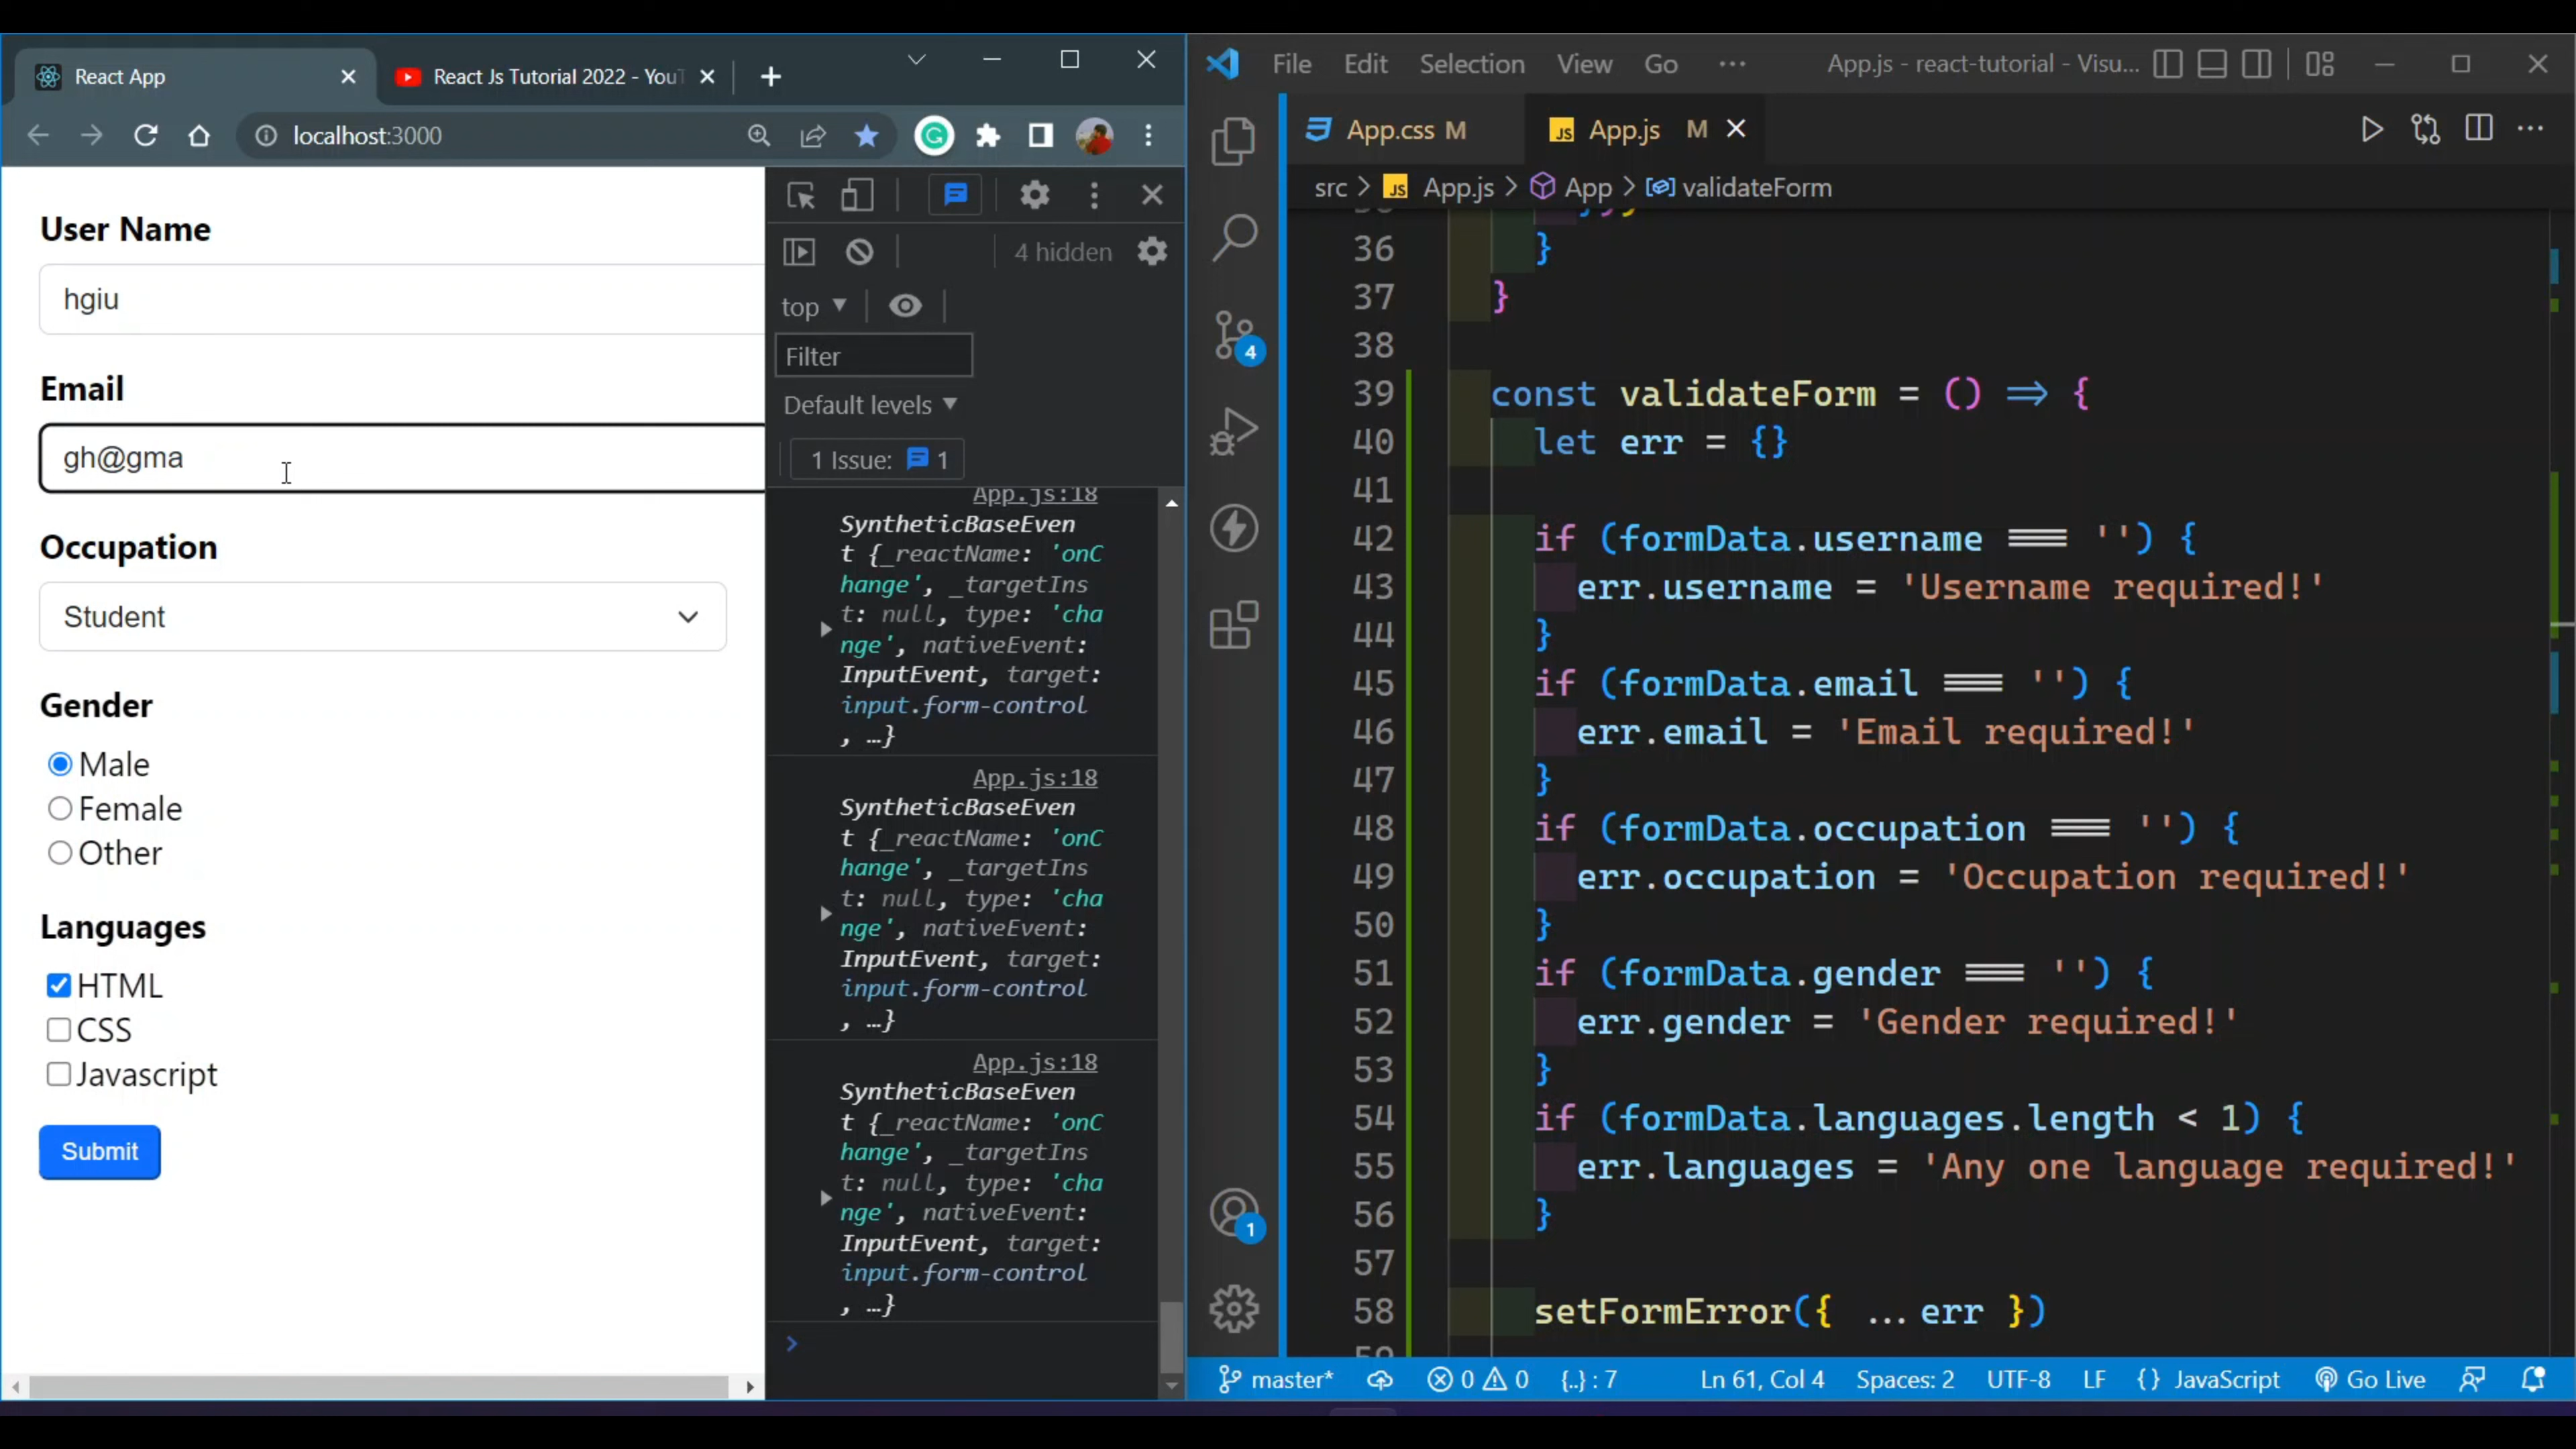 React App
React Js Tutorial 2022 - YouT
localhost:3000
User Name
hgiu
Email
gh@gma
Occupation
Student
Gender
Male
Female
Other
Languages
HTML
CSS
Javascript
Submit
4 hidden
top
Filter
Default levels
1 Issue: 1
App.js:18
SyntheticBaseEven
t {_reactName: 'onC
hange', _targetIns
t: null, type: 'cha
nge', nativeEvent:
InputEvent, target:
input.form-control
, …}
App.js:18
SyntheticBaseEven
t {_reactName: 'onC
hange', _targetIns
t: null, type: 'cha
nge', nativeEvent:
InputEvent, target:
input.form-control
, …}
App.js:18
SyntheticBaseEven
t {_reactName: 'onC
hange', _targetIns
t: null, type: 'cha
nge', nativeEvent:
InputEvent, target:
input.form-control
, …}
File Edit Selection View Go ··· App.js - react-tutorial - Visu...
4
1
App.css M
JS App.js M
src > JS App.js > App > validateForm
36 }
37 }
38
39 const validateForm = () => {
40 let err = {}
41
42 if (formData.username === '') {
43 err.username = 'Username required!'
44 }
45 if (formData.email === '') {
46 err.email = 'Email required!'
47 }
48 if (formData.occupation === '') {
49 err.occupation = 'Occupation required!'
50 }
51 if (formData.gender === '') {
52 err.gender = 'Gender required!'
53 }
54 if (formData.languages.length < 1) {
55 err.languages = 'Any one language required!'
56 }
57
58 setFormError({ ...err })
master* 0 0 {..} : 7 Ln 61, Col 4 Spaces: 2 UTF-8 LF {} JavaScript Go Live